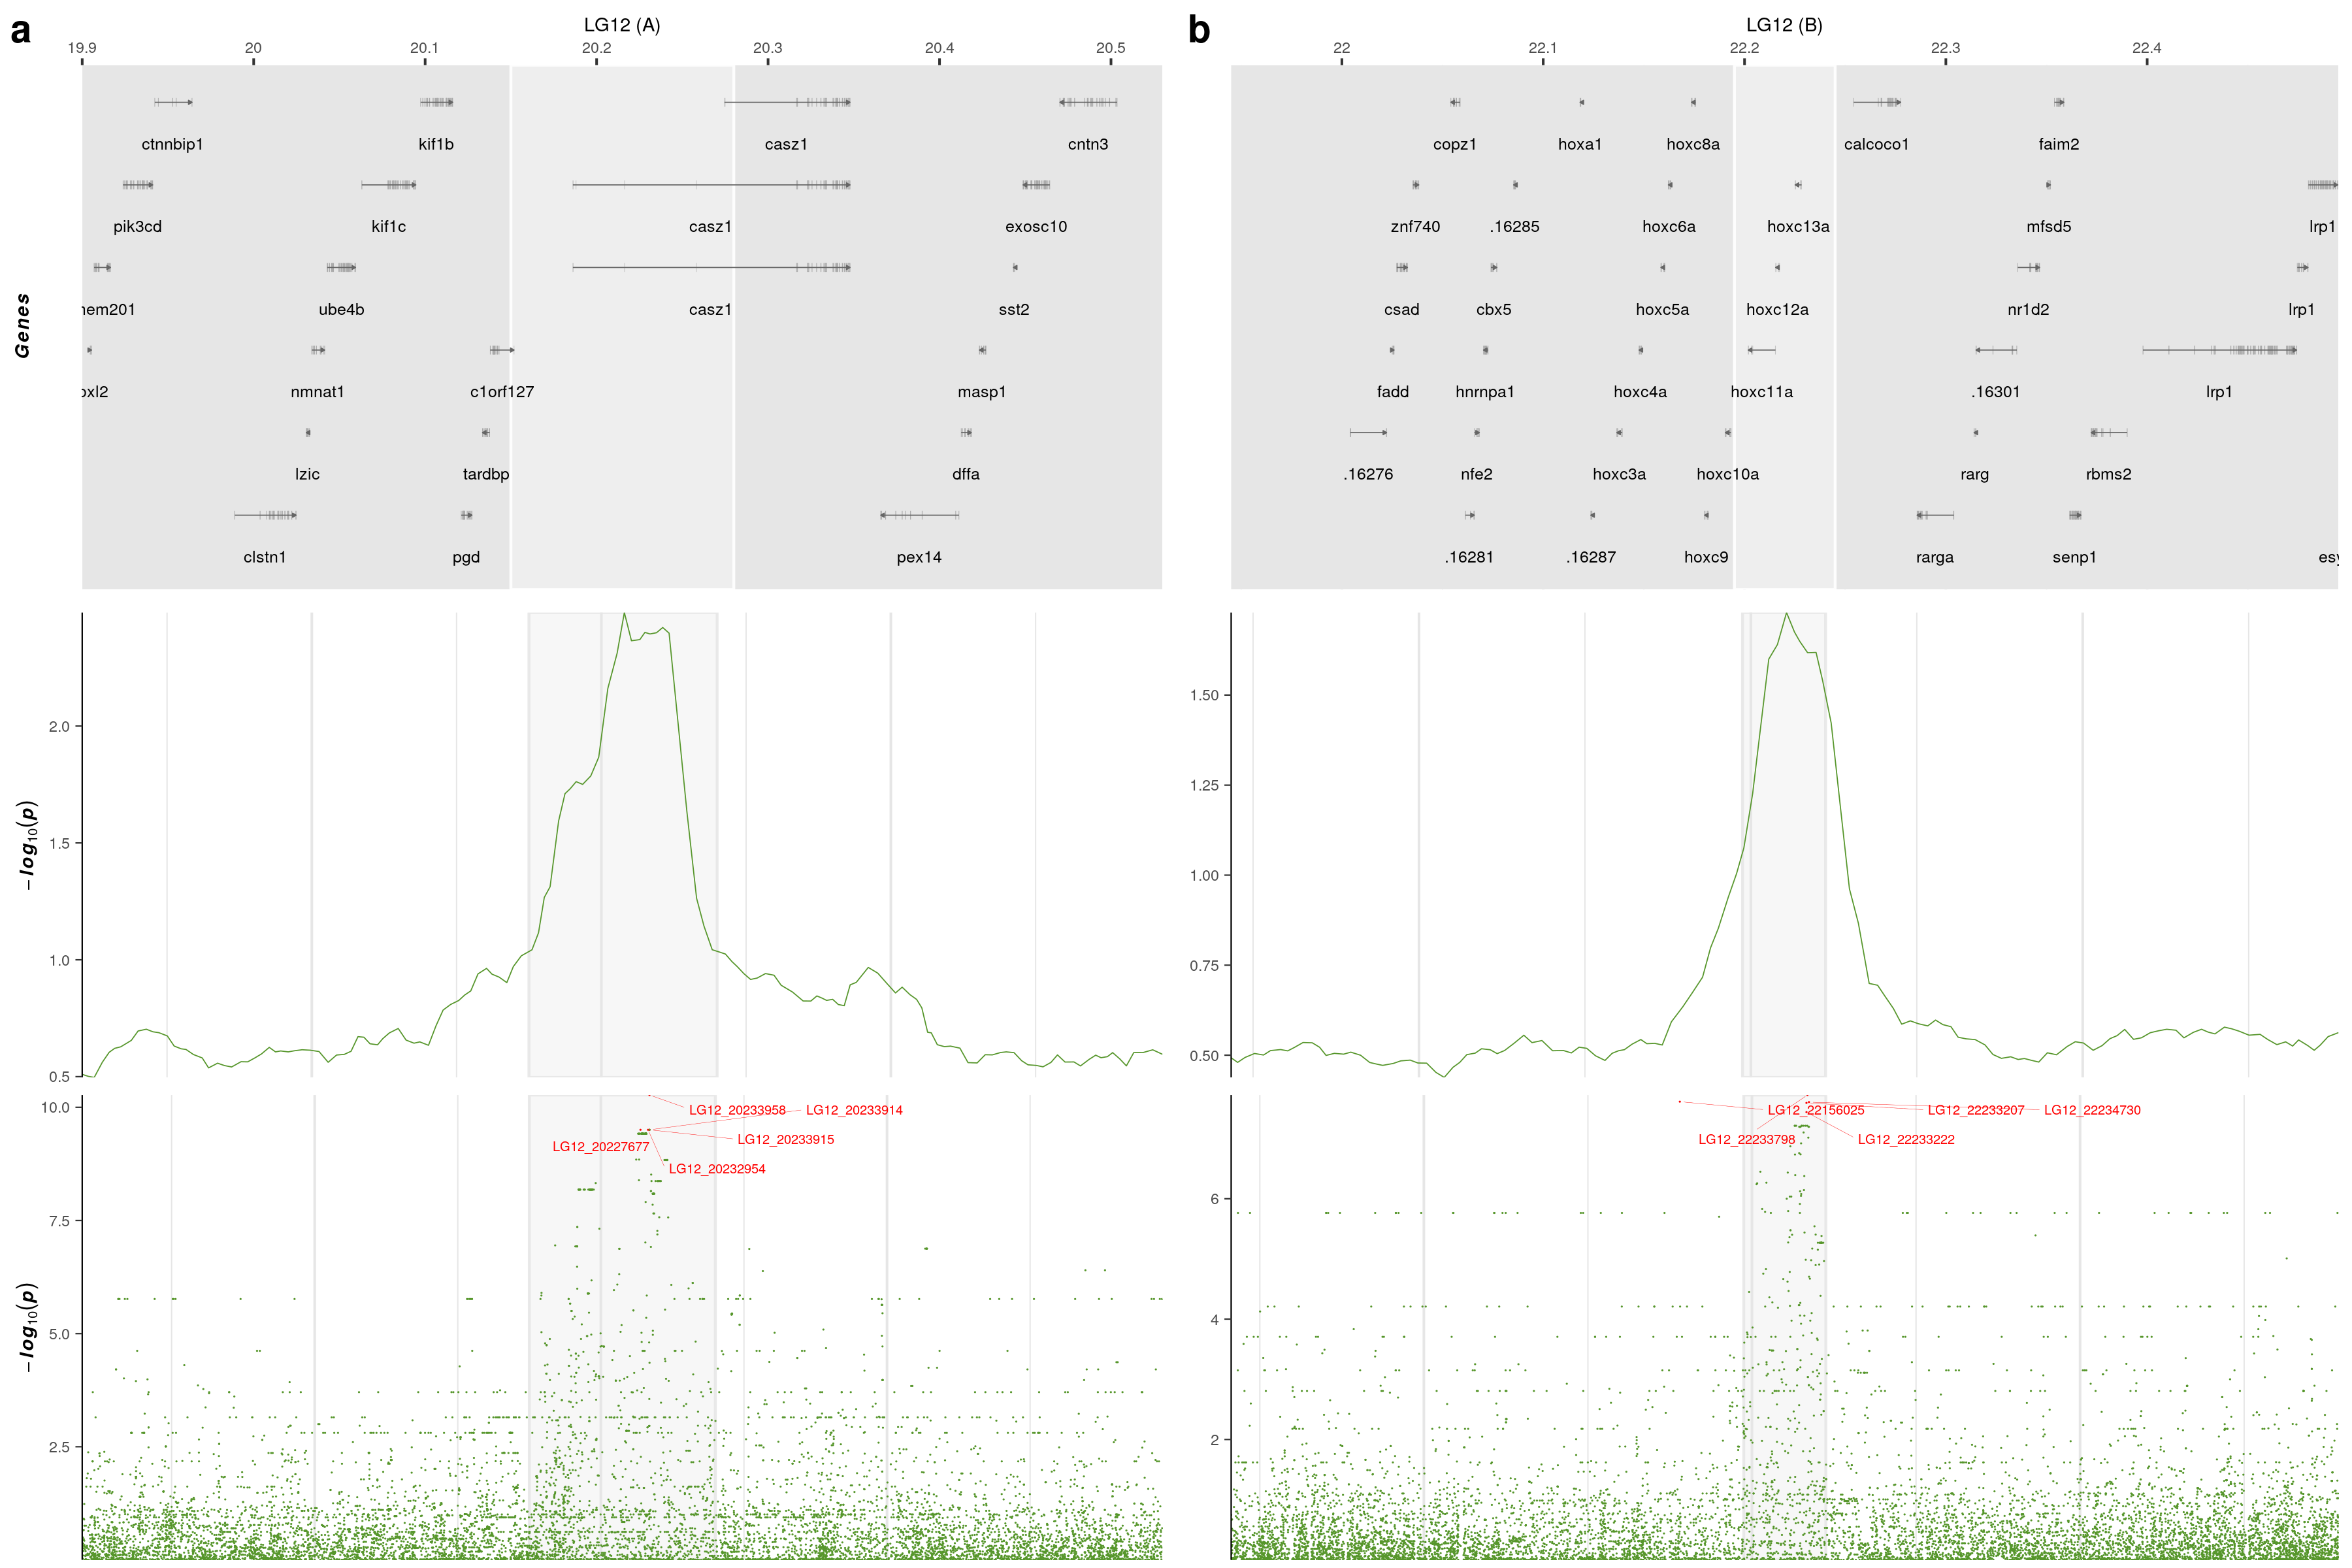 a
LG12 (A)
19.9 20 20.1 20.2 20.3 20.4 20.5
Genes
ctnnbip1 kif1b casz1 cntn3
pik3cd kif1c casz1 exosc10
nem201 ube4b casz1 sst2
oxl2 nmnat1 c1orf127 masp1
lzic tardbp dffa
clstn1 pgd pex14
−log10(p)
2.0
1.5
1.0
0.5
−log10(p)
10.0
7.5
5.0
2.5
LG12_20233958 LG12_20233914
LG12_20233915
LG12_20227677
LG12_20232954
b
LG12 (B)
22 22.1 22.2 22.3 22.4
copz1 hoxa1 hoxc8a calcoco1 faim2
znf740 .16285 hoxc6a hoxc13a mfsd5 lrp1
csad cbx5 hoxc5a hoxc12a nr1d2 lrp1
fadd hnrnpa1 hoxc4a hoxc11a .16301 lrp1
.16276 nfe2 hoxc3a hoxc10a rarg rbms2
.16281 .16287 hoxc9 rarga senp1 esy
1.50
1.25
1.00
0.75
0.50
6
4
2
LG12_22156025 LG12_22233207 LG12_22234730
LG12_22233798 LG12_22233222